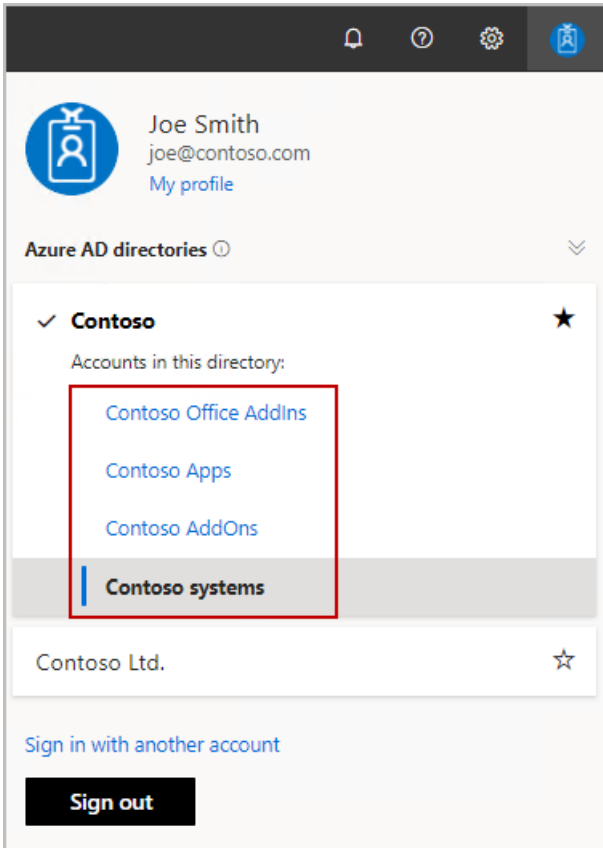 Joe Smith
joe@contoso.com
My profile
Azure AD directories
Contoso
Accounts in this directory:
Contoso Office AddIns
Contoso Apps
Contoso AddOns
Contoso systems
Contoso Ltd.
Sign in with another account
Sign out